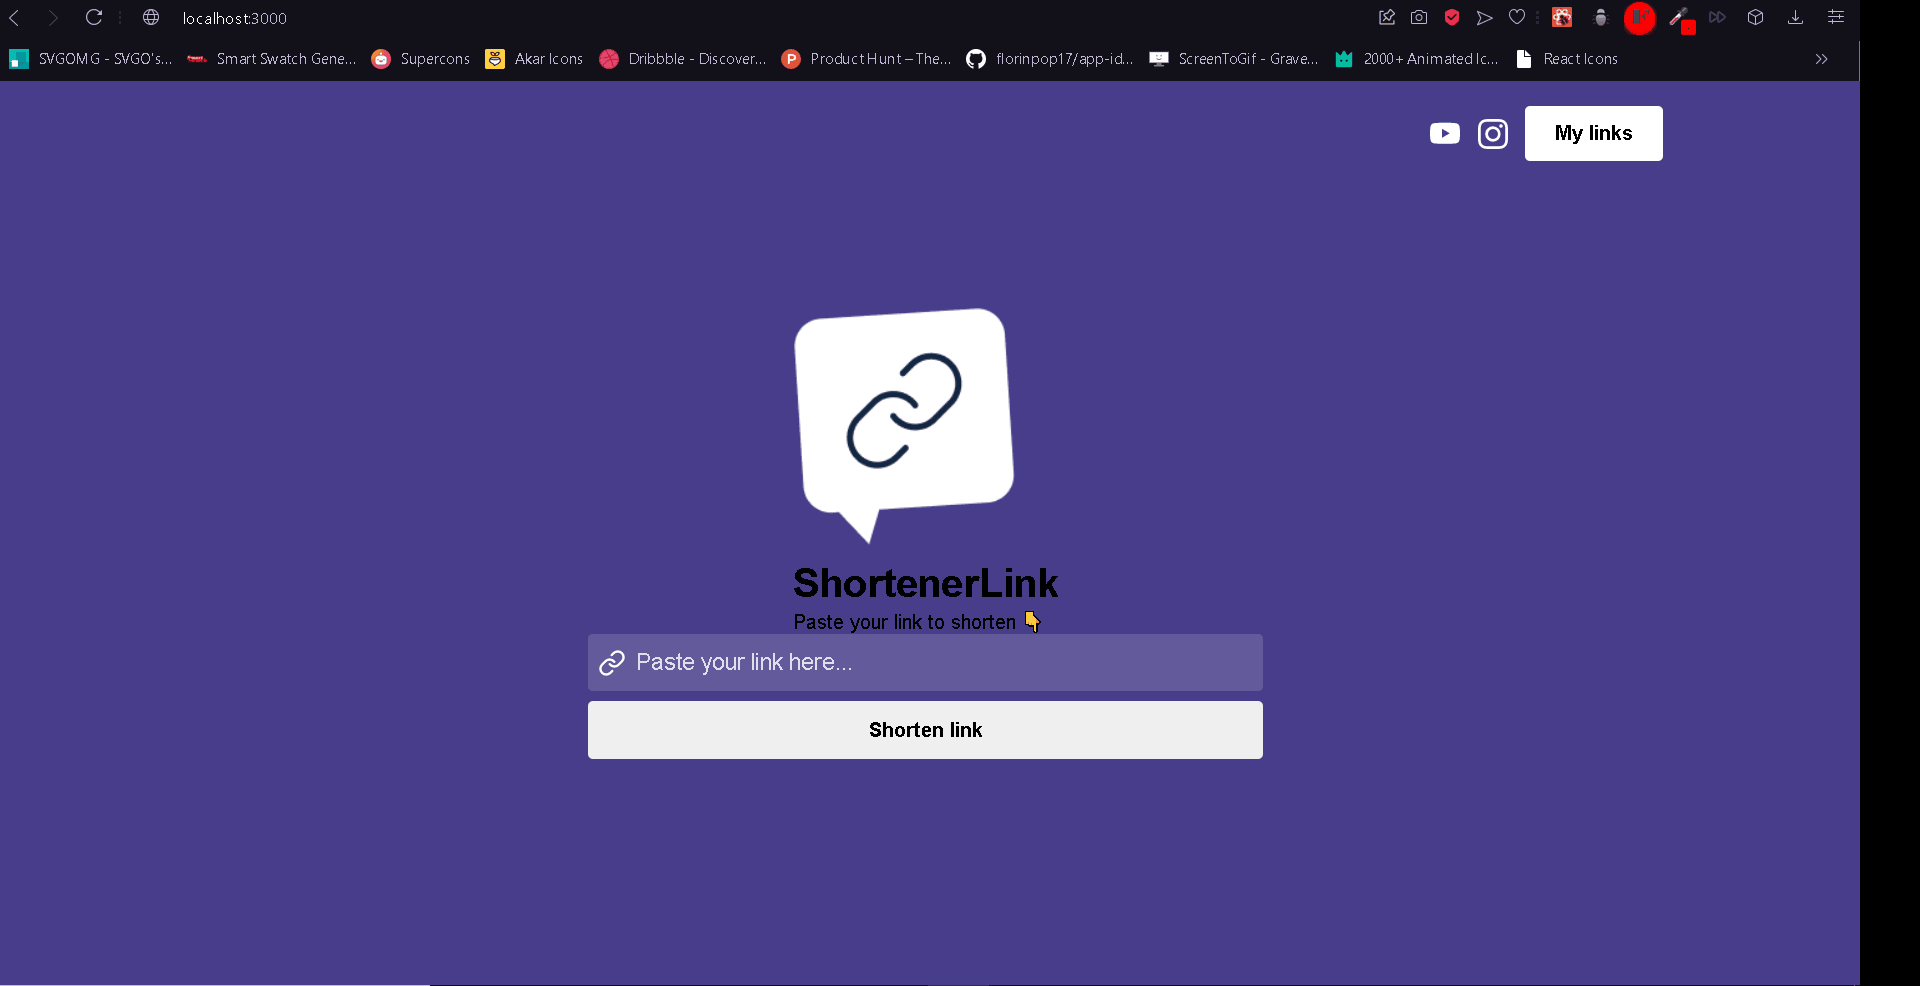 localhost:3000
SVGOMG - SVGO's... Smart Swatch Gene... Supercons Akar Icons Dribbble - Discover... Product Hunt – The... florinpop17/app-id... ScreenToGif - Grave... 2000+ Animated Ic... React Icons
My links
ShortenerLink
Paste your link to shorten 👇
Paste your link here...
Shorten link